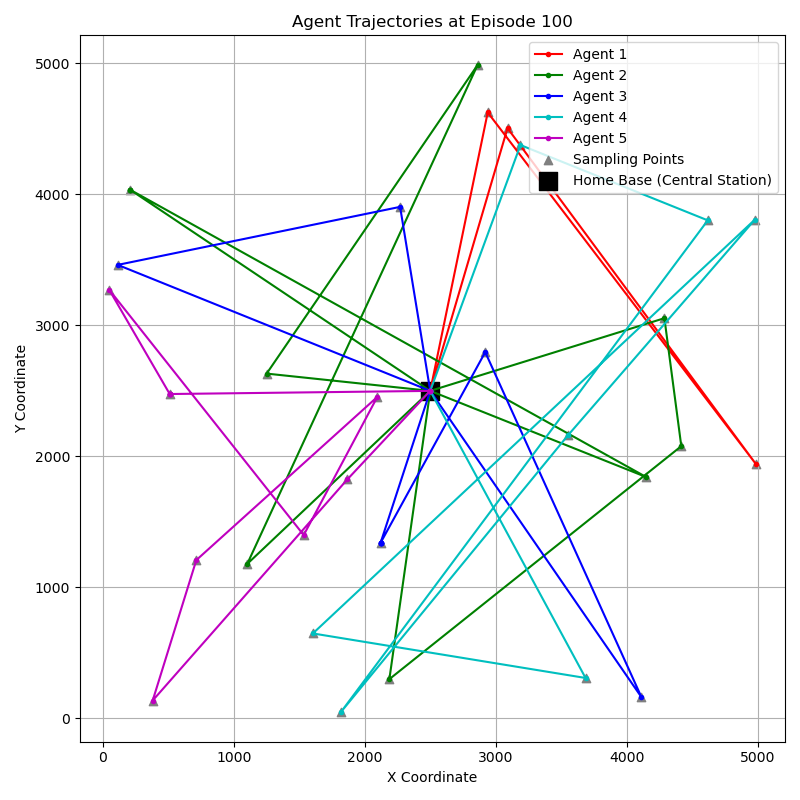 Agent Trajectories at Episode 100
Agent 1
Agent 2
Agent 3
Agent 4
Agent 5
Sampling Points
Home Base (Central Station)
Y Coordinate
5000
4000
3000
2000
1000
0
0 1000 2000 3000 4000 5000
X Coordinate